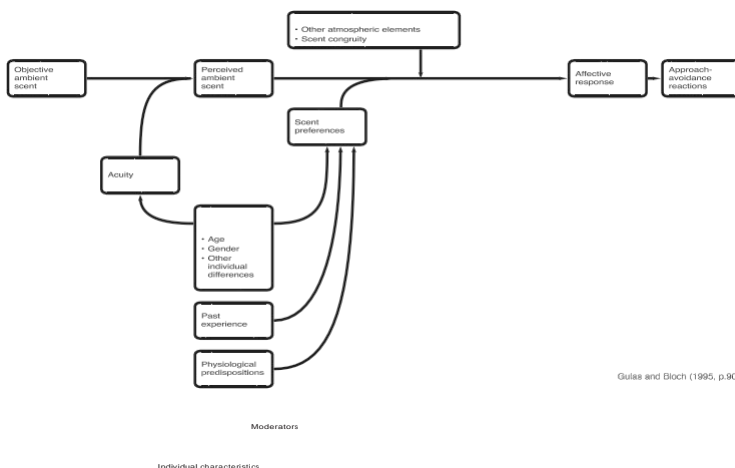 • Other atmospheric elements
• Scent congruity
Objective
ambient
scent
Perceived
ambient
scent
Affective
response
Approach-
avoidance
reactions
Scent
preferences
Acuity
• Age
• Gender
• Other
individual
differences
Past
experience
Physiological
predispositions
Gulas and Bloch (1995, p.90
Moderators
Individual characteristics